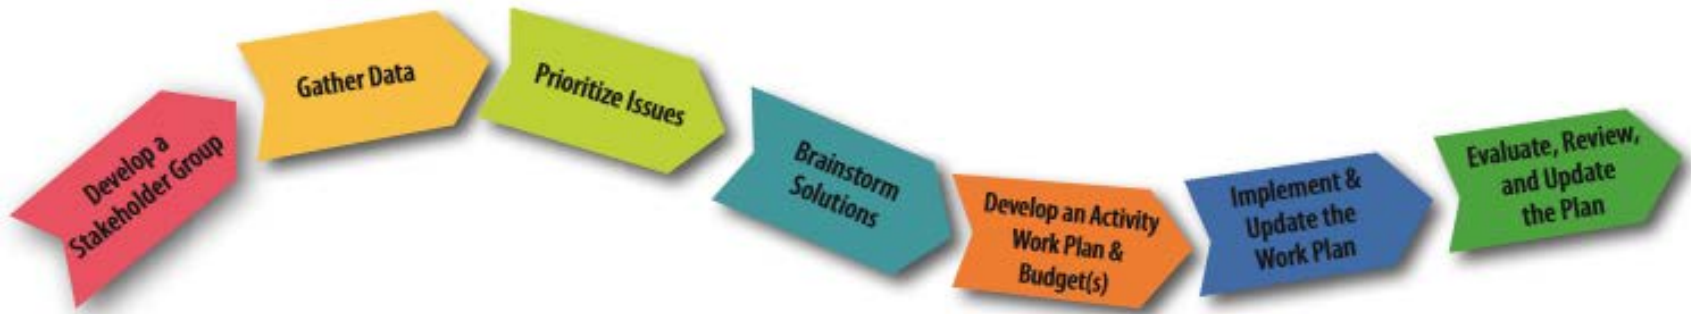 Develop a
Stakeholder Group
Gather Data
Prioritize Issues
Brainstorm
Solutions
Develop an Activity
Work Plan &
Budget(s)
Implement &
Update the
Work Plan
Evaluate, Review,
and Update
the Plan